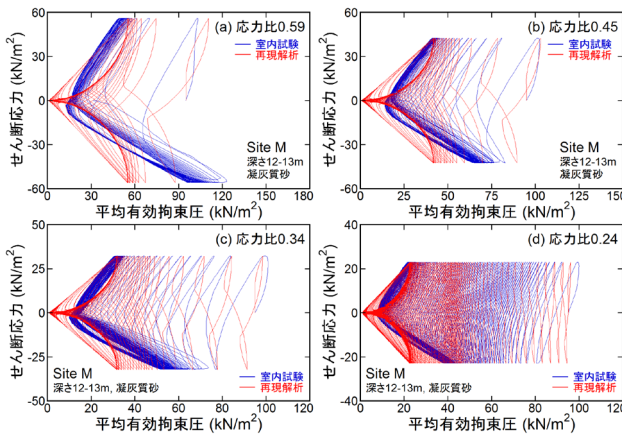 (a) 応力比0.59
室内試験
再現解析
Site M
深さ12-13m
凝灰質砂
せん断応力 (kN/m²)
60
30
0
-30
-60
0 30 60 90 120 150 180
平均有効拘束圧 (kN/m²)
(b) 応力比0.45
室内試験
再現解析
Site M
深さ12-13m
凝灰質砂
せん断応力 (kN/m²)
60
30
0
-30
-60
0 25 50 75 100 125 150
平均有効拘束圧 (kN/m²)
(c) 応力比0.34
室内試験
再現解析
Site M
深さ12-13m, 凝灰質砂
せん断応力 (kN/m²)
50
25
0
-25
-50
0 20 40 60 80 100 120
平均有効拘束圧 (kN/m²)
(d) 応力比0.24
室内試験
再現解析
Site M
深さ12-13m, 凝灰質砂
せん断応力 (kN/m²)
40
20
0
-20
-40
0 20 40 60 80 100 120
平均有効拘束圧 (kN/m²)